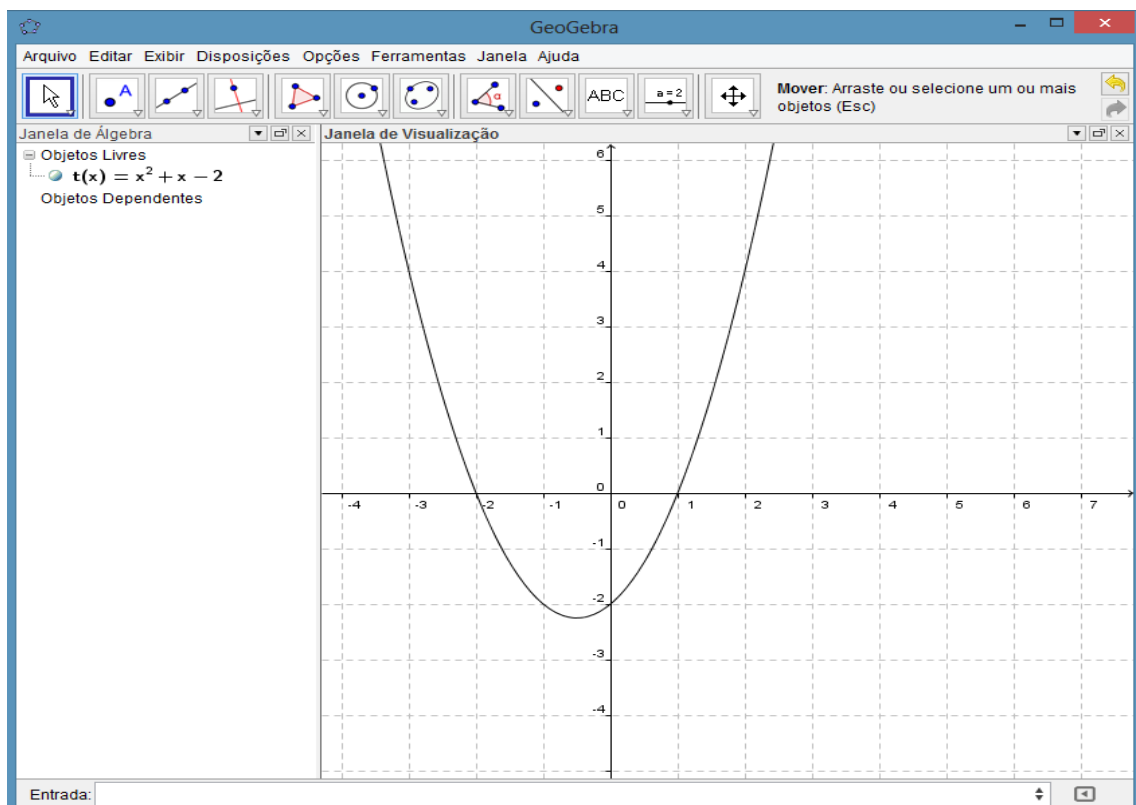 GeoGebra
Arquivo Editar Exibir Disposições Opções Ferramentas Janela Ajuda
A
α
ABC
a = 2
Mover: Arraste ou selecione um ou mais
objetos (Esc)
Janela de Álgebra
Objetos Livres
t(x) = x² + x − 2
Objetos Dependentes
Janela de Visualização
6
5
4
3
2
1
0
-1
-2
-3
-4
-4 -3 -2 -1 0 1 2 3 4 5 6 7
Entrada: